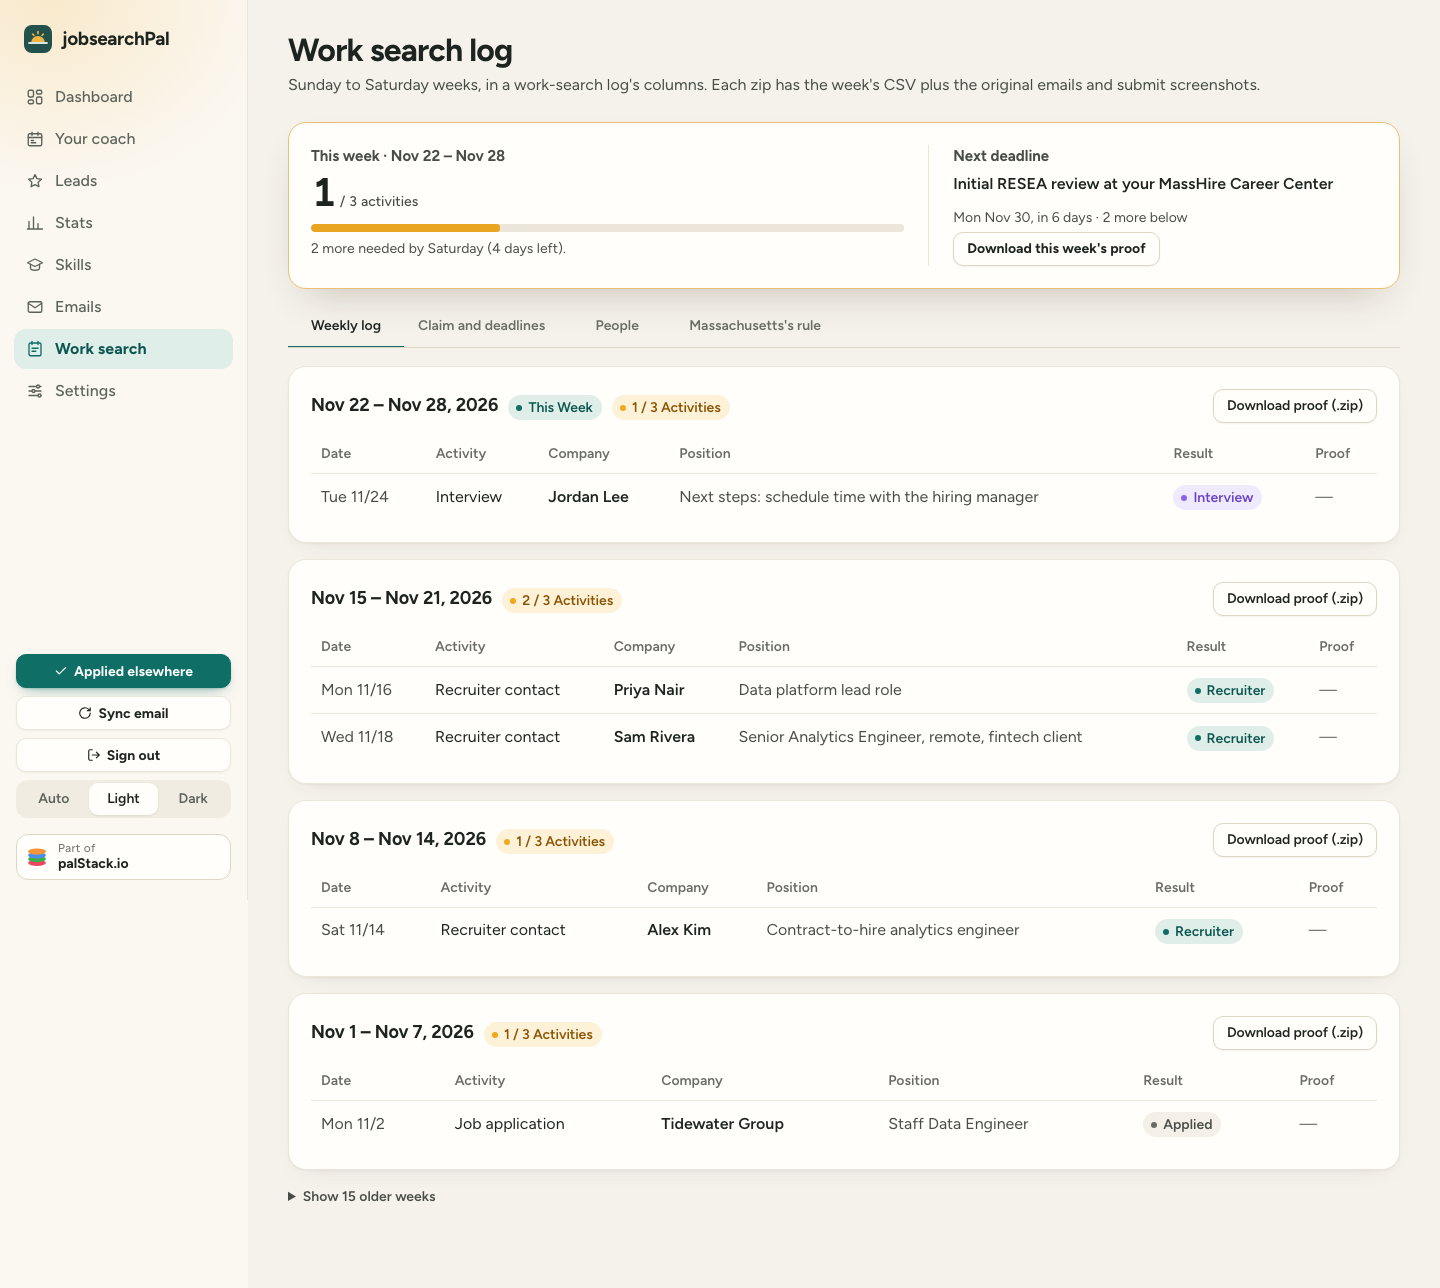 jobsearchPal
Dashboard
Your coach
Leads
Stats
Skills
Emails
Work search
Settings
Applied elsewhere
Sync email
Sign out
Auto Light Dark
Part of
palStack.io
Work search log
Sunday to Saturday weeks, in a work-search log's columns. Each zip has the week's CSV plus the original emails and submit screenshots.
This week · Nov 22 – Nov 28
1 / 3 activities
2 more needed by Saturday (4 days left).
Next deadline
Initial RESEA review at your MassHire Career Center
Mon Nov 30, in 6 days · 2 more below
Download this week's proof
Weekly log Claim and deadlines People Massachusetts's rule
Nov 22 – Nov 28, 2026 This Week 1 / 3 Activities Download proof (.zip)
Date Activity Company Position Result Proof
Tue 11/24 Interview Jordan Lee Next steps: schedule time with the hiring manager Interview —
Nov 15 – Nov 21, 2026 2 / 3 Activities Download proof (.zip)
Date Activity Company Position Result Proof
Mon 11/16 Recruiter contact Priya Nair Data platform lead role Recruiter —
Wed 11/18 Recruiter contact Sam Rivera Senior Analytics Engineer, remote, fintech client Recruiter —
Nov 8 – Nov 14, 2026 1 / 3 Activities Download proof (.zip)
Date Activity Company Position Result Proof
Sat 11/14 Recruiter contact Alex Kim Contract-to-hire analytics engineer Recruiter —
Nov 1 – Nov 7, 2026 1 / 3 Activities Download proof (.zip)
Date Activity Company Position Result Proof
Mon 11/2 Job application Tidewater Group Staff Data Engineer Applied —
Show 15 older weeks